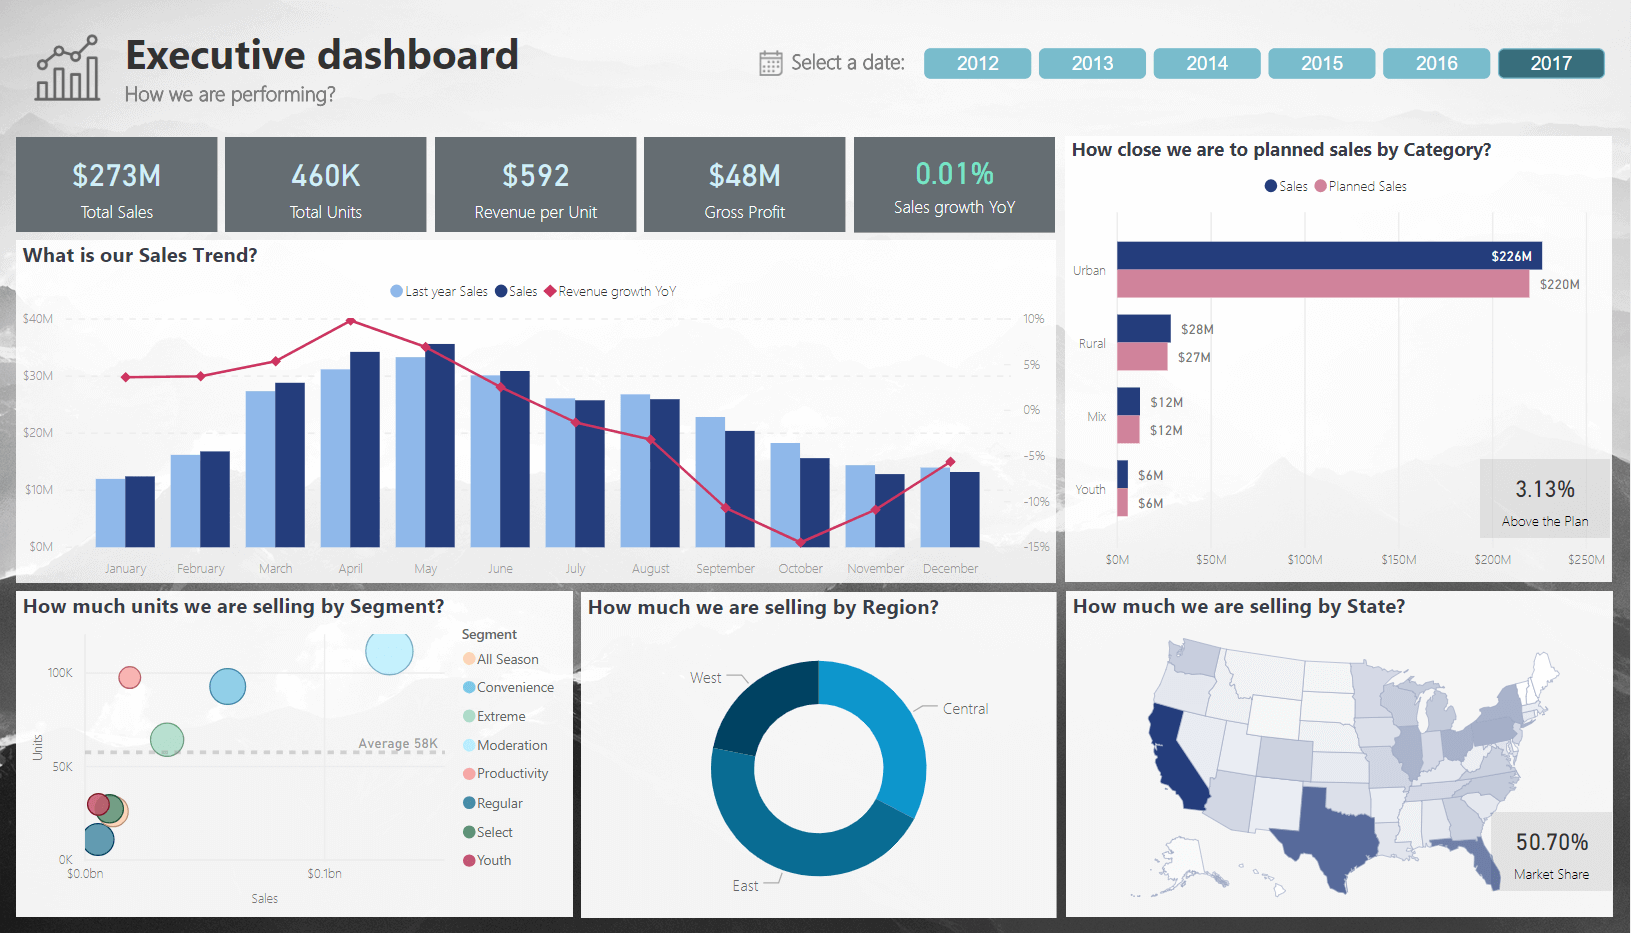 Executive dashboard
How we are performing?
Select a date:
2012
2013
2014
2015
2016
2017
$273M
Total Sales
460K
Total Units
$592
Revenue per Unit
$48M
Gross Profit
0.01%
Sales growth YoY
What is our Sales Trend?
Last year Sales
Sales
Revenue growth YoY
$40M
$30M
$20M
$10M
$0M
10%
5%
0%
-5%
-10%
-15%
January
February
March
April
May
June
July
August
September
October
November
December
How close we are to planned sales by Category?
Sales
Planned Sales
Urban
$226M
$220M
Rural
$28M
$27M
Mix
$12M
$12M
Youth
$6M
$6M
$0M
$50M
$100M
$150M
$200M
$250M
3.13%
Above the Plan
How much units we are selling by Segment?
Units
100K
50K
0K
Average 58K
$0.0bn
$0.1bn
Sales
Segment
All Season
Convenience
Extreme
Moderation
Productivity
Regular
Select
Youth
How much we are selling by Region?
West
Central
East
How much we are selling by State?
50.70%
Market Share